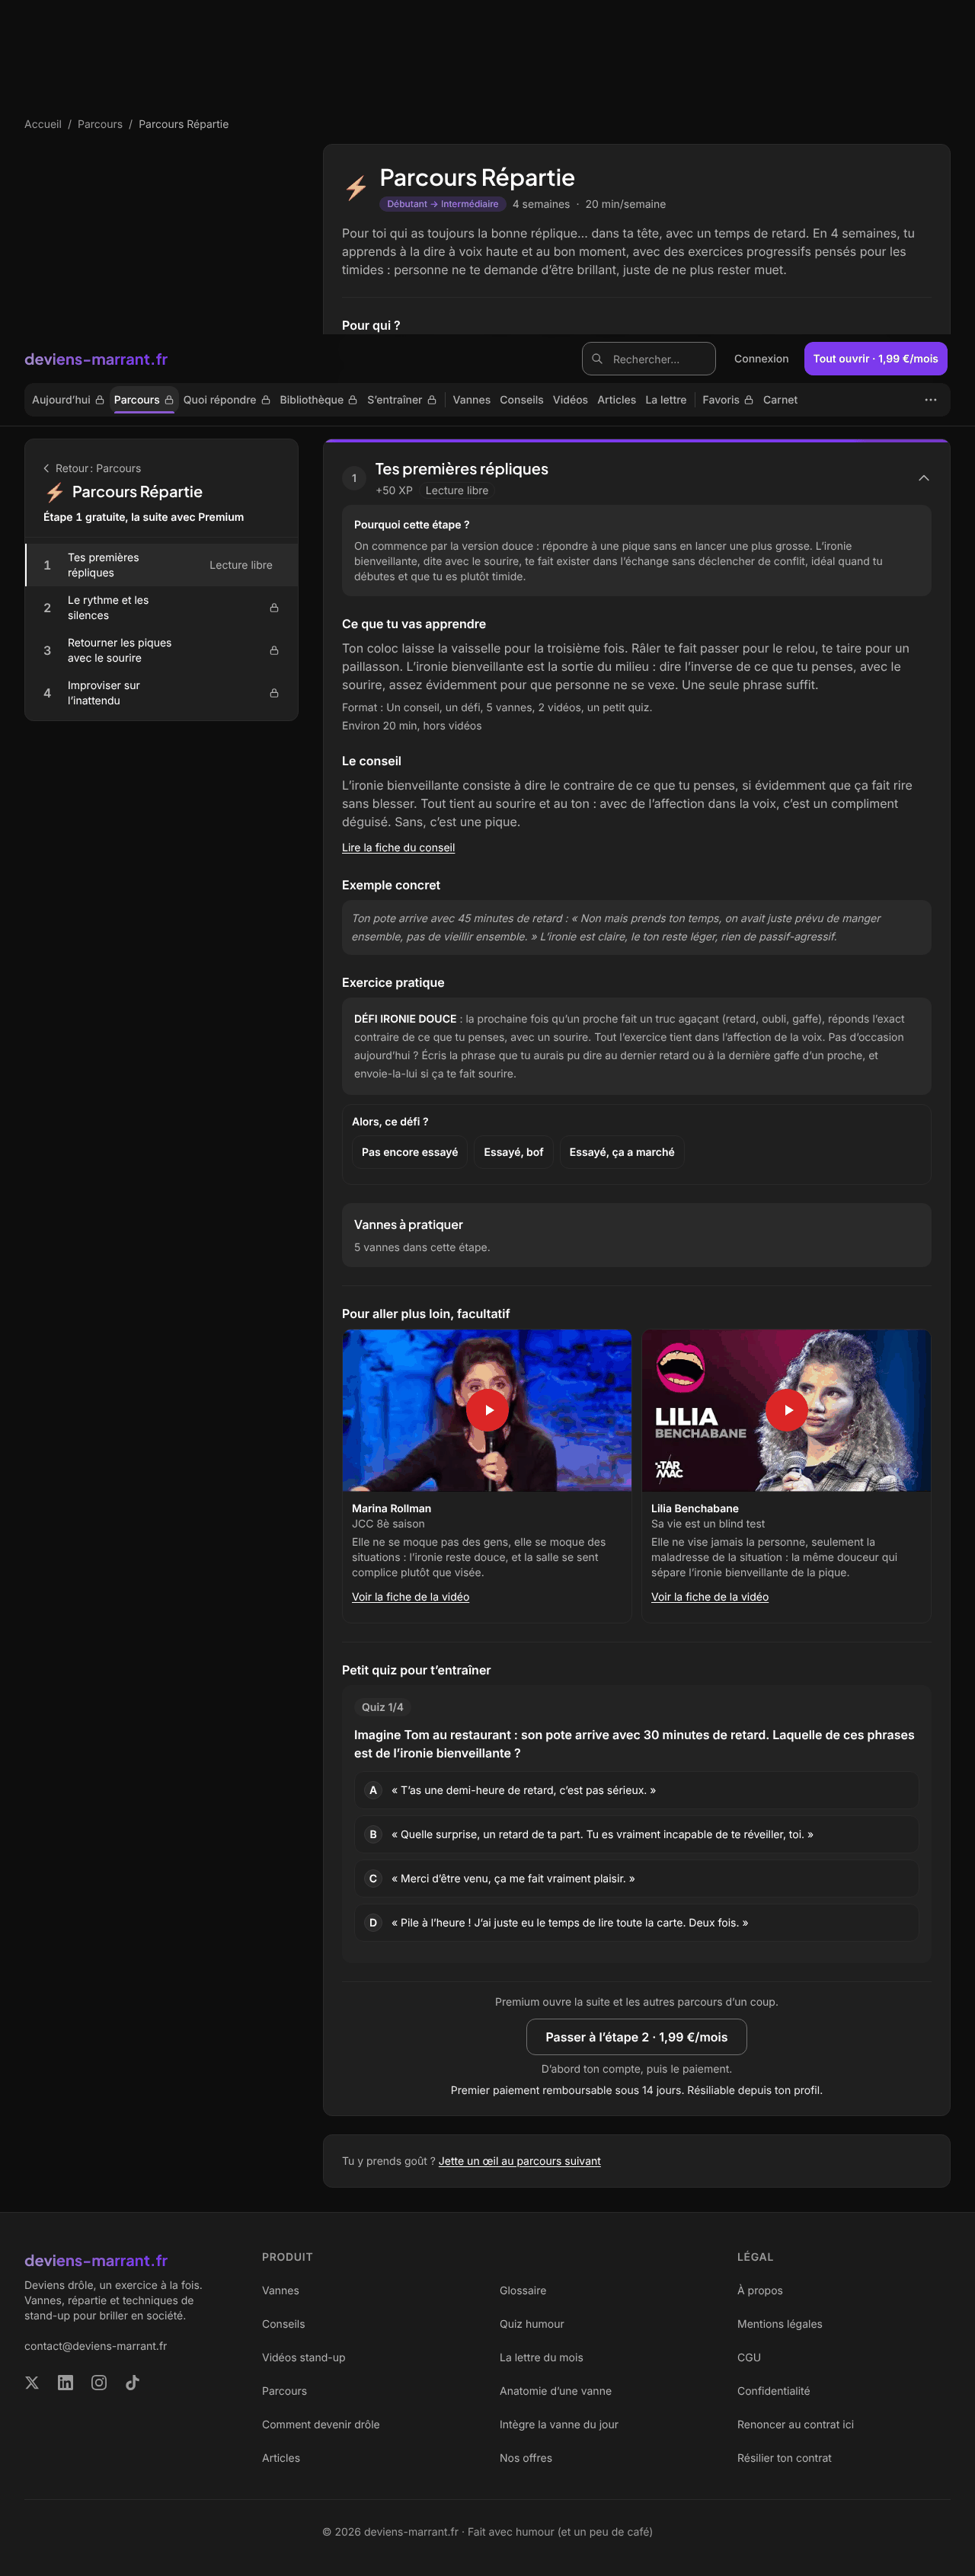 Accueil / Parcours / Parcours Répartie
Parcours Répartie
Débutant → Intermédiaire 4 semaines · 20 min/semaine
Pour toi qui as toujours la bonne réplique… dans ta tête, avec un temps de retard. En 4 semaines, tu
apprends à la dire à voix haute et au bon moment, avec des exercices progressifs pensés pour les
timides : personne ne te demande d’être brillant, juste de ne plus rester muet.
Pour qui ?
deviens-marrant.fr
Rechercher...
Connexion
Tout ouvrir · 1,99 €/mois
Aujourd’hui Parcours Quoi répondre Bibliothèque S’entraîner Vannes Conseils Vidéos Articles La lettre Favoris Carnet
Retour : Parcours
Parcours Répartie
Étape 1 gratuite, la suite avec Premium
1 Tes premières
répliques
Lecture libre
2 Le rythme et les
silences
3 Retourner les piques
avec le sourire
4 Improviser sur
l’inattendu
1 Tes premières répliques
+50 XP Lecture libre
Pourquoi cette étape ?
On commence par la version douce : répondre à une pique sans en lancer une plus grosse. L’ironie
bienveillante, dite avec le sourire, te fait exister dans l’échange sans déclencher de conflit, idéal quand tu
débutes et que tu es plutôt timide.
Ce que tu vas apprendre
Ton coloc laisse la vaisselle pour la troisième fois. Râler te fait passer pour le relou, te taire pour un
paillasson. L’ironie bienveillante est la sortie du milieu : dire l’inverse de ce que tu penses, avec le
sourire, assez évidemment pour que personne ne se vexe. Une seule phrase suffit.
Format : Un conseil, un défi, 5 vannes, 2 vidéos, un petit quiz.
Environ 20 min, hors vidéos
Le conseil
L’ironie bienveillante consiste à dire le contraire de ce que tu penses, si évidemment que ça fait rire
sans blesser. Tout tient au sourire et au ton : avec de l’affection dans la voix, c’est un compliment
déguisé. Sans, c’est une pique.
Lire la fiche du conseil
Exemple concret
Ton pote arrive avec 45 minutes de retard : « Non mais prends ton temps, on avait juste prévu de manger
ensemble, pas de vieillir ensemble. » L’ironie est claire, le ton reste léger, rien de passif-agressif.
Exercice pratique
DÉFI IRONIE DOUCE : la prochaine fois qu’un proche fait un truc agaçant (retard, oubli, gaffe), réponds l’exact
contraire de ce que tu penses, avec un sourire. Tout l’exercice tient dans l’affection de la voix. Pas d’occasion
aujourd’hui ? Écris la phrase que tu aurais pu dire au dernier retard ou à la dernière gaffe d’un proche, et
envoie-la-lui si ça te fait sourire.
Alors, ce défi ?
Pas encore essayé Essayé, bof Essayé, ça a marché
Vannes à pratiquer
5 vannes dans cette étape.
Pour aller plus loin, facultatif
LILIA
BENCHABANE
TAR
MAC
Marina Rollman
JCC 8è saison
Elle ne se moque pas des gens, elle se moque des
situations : l’ironie reste douce, et la salle se sent
complice plutôt que visée.
Voir la fiche de la vidéo
Lilia Benchabane
Sa vie est un blind test
Elle ne vise jamais la personne, seulement la
maladresse de la situation : la même douceur qui
sépare l’ironie bienveillante de la pique.
Voir la fiche de la vidéo
Petit quiz pour t’entraîner
Quiz 1/4
Imagine Tom au restaurant : son pote arrive avec 30 minutes de retard. Laquelle de ces phrases
est de l’ironie bienveillante ?
A « T’as une demi-heure de retard, c’est pas sérieux. »
B « Quelle surprise, un retard de ta part. Tu es vraiment incapable de te réveiller, toi. »
C « Merci d’être venu, ça me fait vraiment plaisir. »
D « Pile à l’heure ! J’ai juste eu le temps de lire toute la carte. Deux fois. »
Premium ouvre la suite et les autres parcours d’un coup.
Passer à l’étape 2 · 1,99 €/mois
D’abord ton compte, puis le paiement.
Premier paiement remboursable sous 14 jours. Résiliable depuis ton profil.
Tu y prends goût ? Jette un œil au parcours suivant
deviens-marrant.fr
Deviens drôle, un exercice à la fois.
Vannes, répartie et techniques de
stand-up pour briller en société.
contact@deviens-marrant.fr
PRODUIT
Vannes
Conseils
Vidéos stand-up
Parcours
Comment devenir drôle
Articles
Glossaire
Quiz humour
La lettre du mois
Anatomie d’une vanne
Intègre la vanne du jour
Nos offres
LÉGAL
À propos
Mentions légales
CGU
Confidentialité
Renoncer au contrat ici
Résilier ton contrat
© 2026 deviens-marrant.fr · Fait avec humour (et un peu de café)